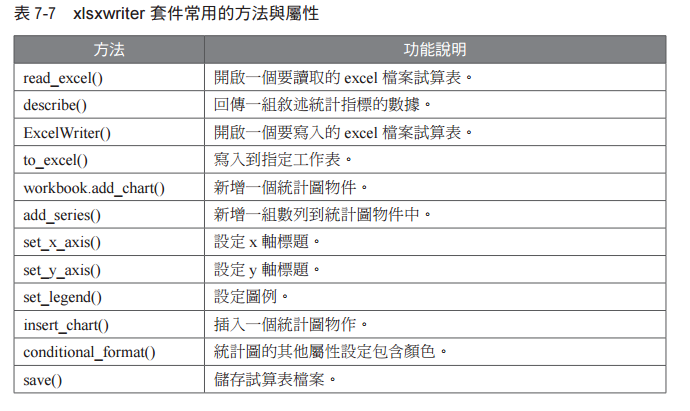 表 7-7 xlsxwriter 套件常用的方法與屬性
方法 功能說明
read_excel() 開啟一個要讀取的 excel 檔案試算表。
describe() 回傳一組敘述統計指標的數據。
ExcelWriter() 開啟一個要寫入的 excel 檔案試算表。
to_excel() 寫入到指定工作表。
workbook.add_chart() 新增一個統計圖物件。
add_series() 新增一組數列到統計圖物件中。
set_x_axis() 設定 x 軸標題。
set_y_axis() 設定 y 軸標題。
set_legend() 設定圖例。
insert_chart() 插入一個統計圖物作。
conditional_format() 統計圖的其他屬性設定包含顏色。
save() 儲存試算表檔案。